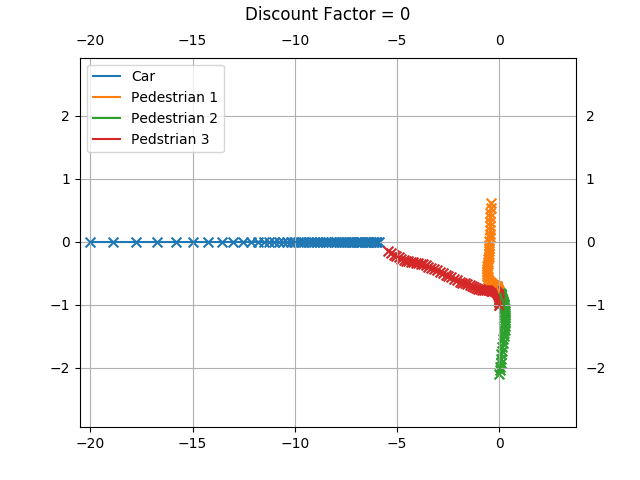 Discount Factor = 0
−20 −15 −10 −5 0
Car
Pedestrian 1
Pedestrian 2
Pedstrian 3
2 2
1 1
0 0
−1 −1
−2 −2
−20 −15 −10 −5 0